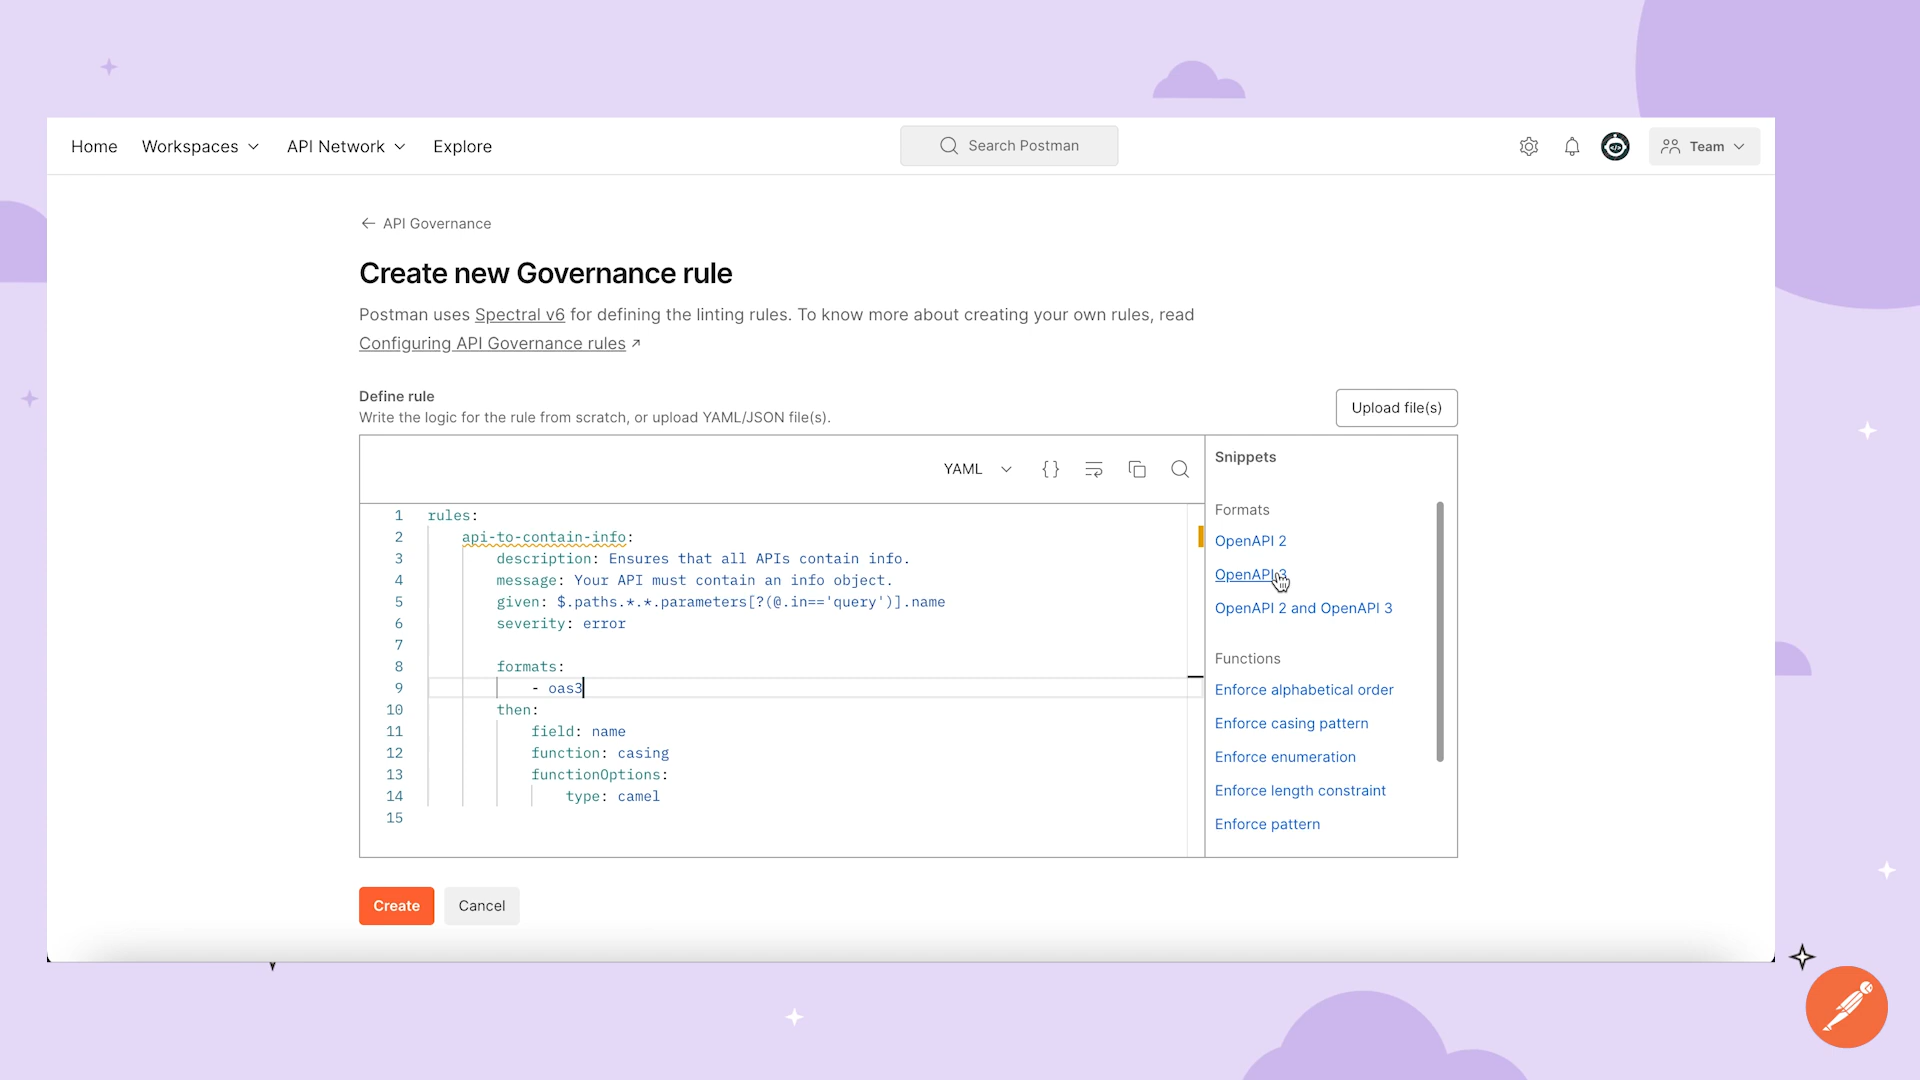 Home Workspaces API Network Explore Search Postman Team
← API Governance
Create new Governance rule
Postman uses Spectral v6 for defining the linting rules. To know more about creating your own rules, read
Configuring API Governance rules ↗
Define rule
Write the logic for the rule from scratch, or upload YAML/JSON file(s).
Upload file(s)
YAML {}
1 rules:
2 api-to-contain-info:
3 description: Ensures that all APIs contain info.
4 message: Your API must contain an info object.
5 given: $.paths.*.*.parameters[?(@.in=='query')].name
6 severity: error
7
8 formats:
9 - oas3
10 then:
11 field: name
12 function: casing
13 functionOptions:
14 type: camel
15
Snippets
Formats
OpenAPI 2
OpenAPI 3
OpenAPI 2 and OpenAPI 3
Functions
Enforce alphabetical order
Enforce casing pattern
Enforce enumeration
Enforce length constraint
Enforce pattern
Create Cancel